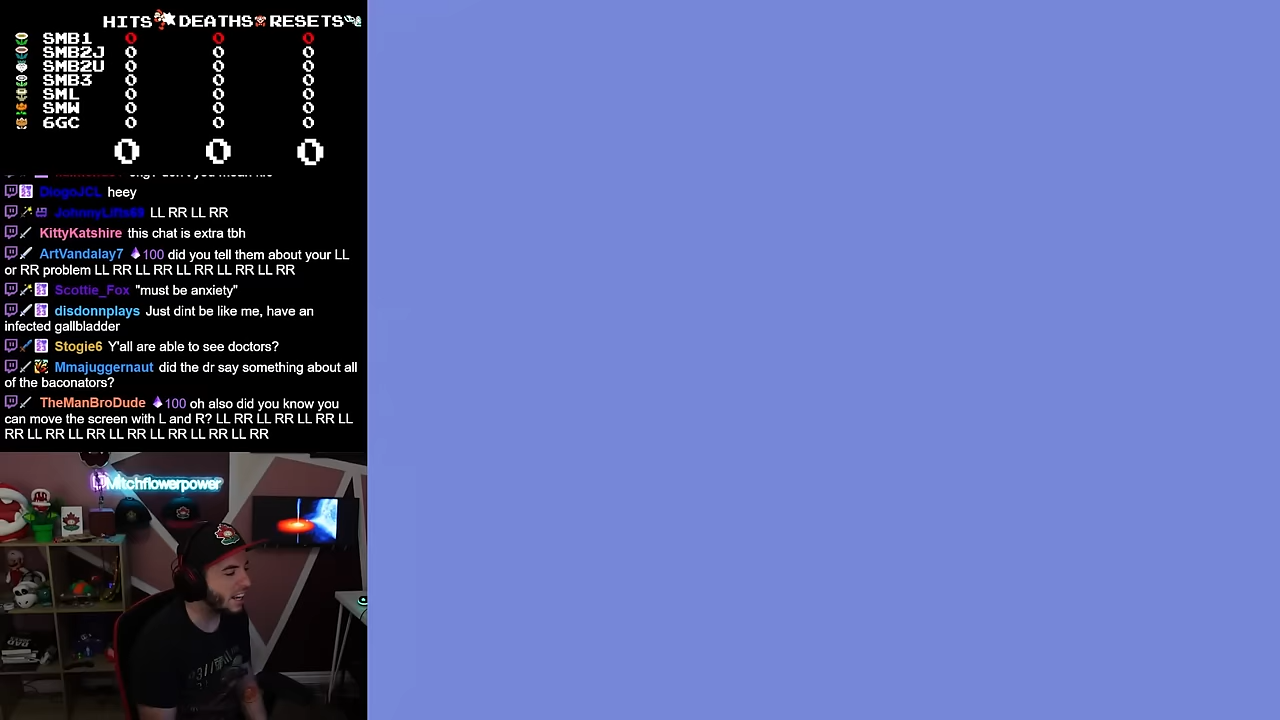 HITS DEATHS RESETS
SMB1 0 0 0
SMB2J 0 0 0
SMB2U 0 0 0
SMB3 0 0 0
SML 0 0 0
SMW 0 0 0
6GC 0 0 0
0 0 0
DiogoJCL heey
JohnnyLifts69 LL RR LL RR
KittyKatshire this chat is extra tbh
ArtVandalay7 100 did you tell them about your LL
or RR problem LL RR LL RR LL RR LL RR LL RR
Scottie_Fox "must be anxiety"
disdonnplays Just dint be like me, have an
infected gallbladder
Stogie6 Y'all are able to see doctors?
Mmajuggernaut did the dr say something about all
of the baconators?
TheManBroDude 100 oh also did you know you
can move the screen with L and R? LL RR LL RR LL RR LL
RR LL RR LL RR LL RR LL RR LL RR LL RR
Mitchflowerpower